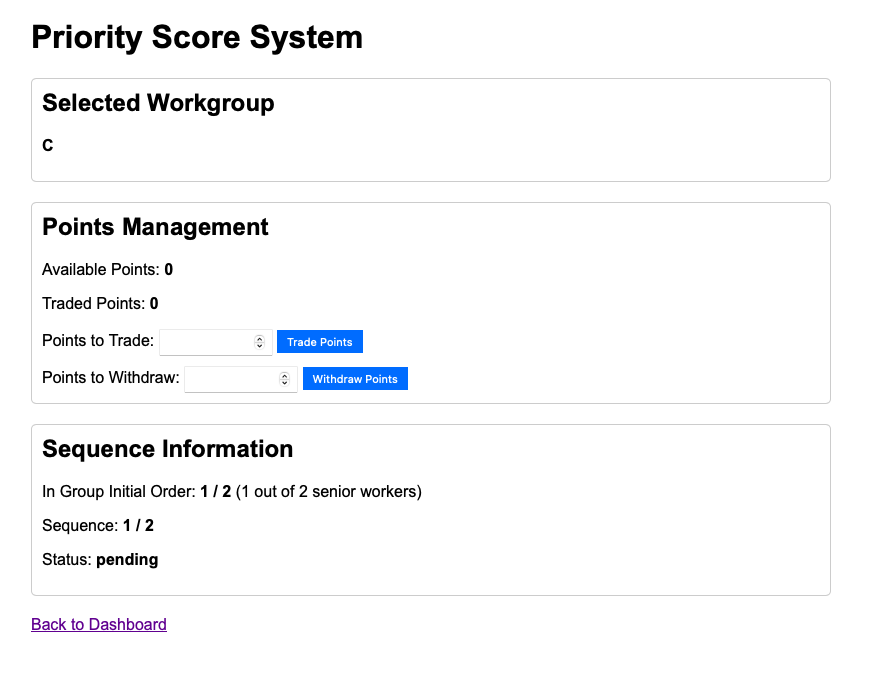 Priority Score System
Selected Workgroup
C
Points Management
Available Points: 0
Traded Points: 0
Points to Trade: Trade Points
Points to Withdraw: Withdraw Points
Sequence Information
In Group Initial Order: 1 / 2 (1 out of 2 senior workers)
Sequence: 1 / 2
Status: pending
Back to Dashboard